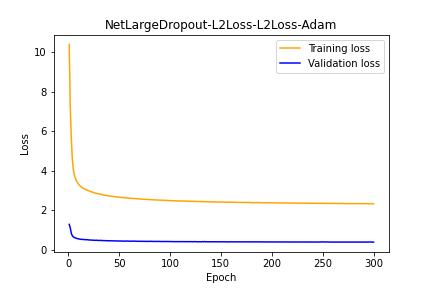 NetLargeDropout-L2Loss-L2Loss-Adam
Training loss
Validation loss
Loss
10
8
6
4
2
0
0 50 100 150 200 250 300
Epoch